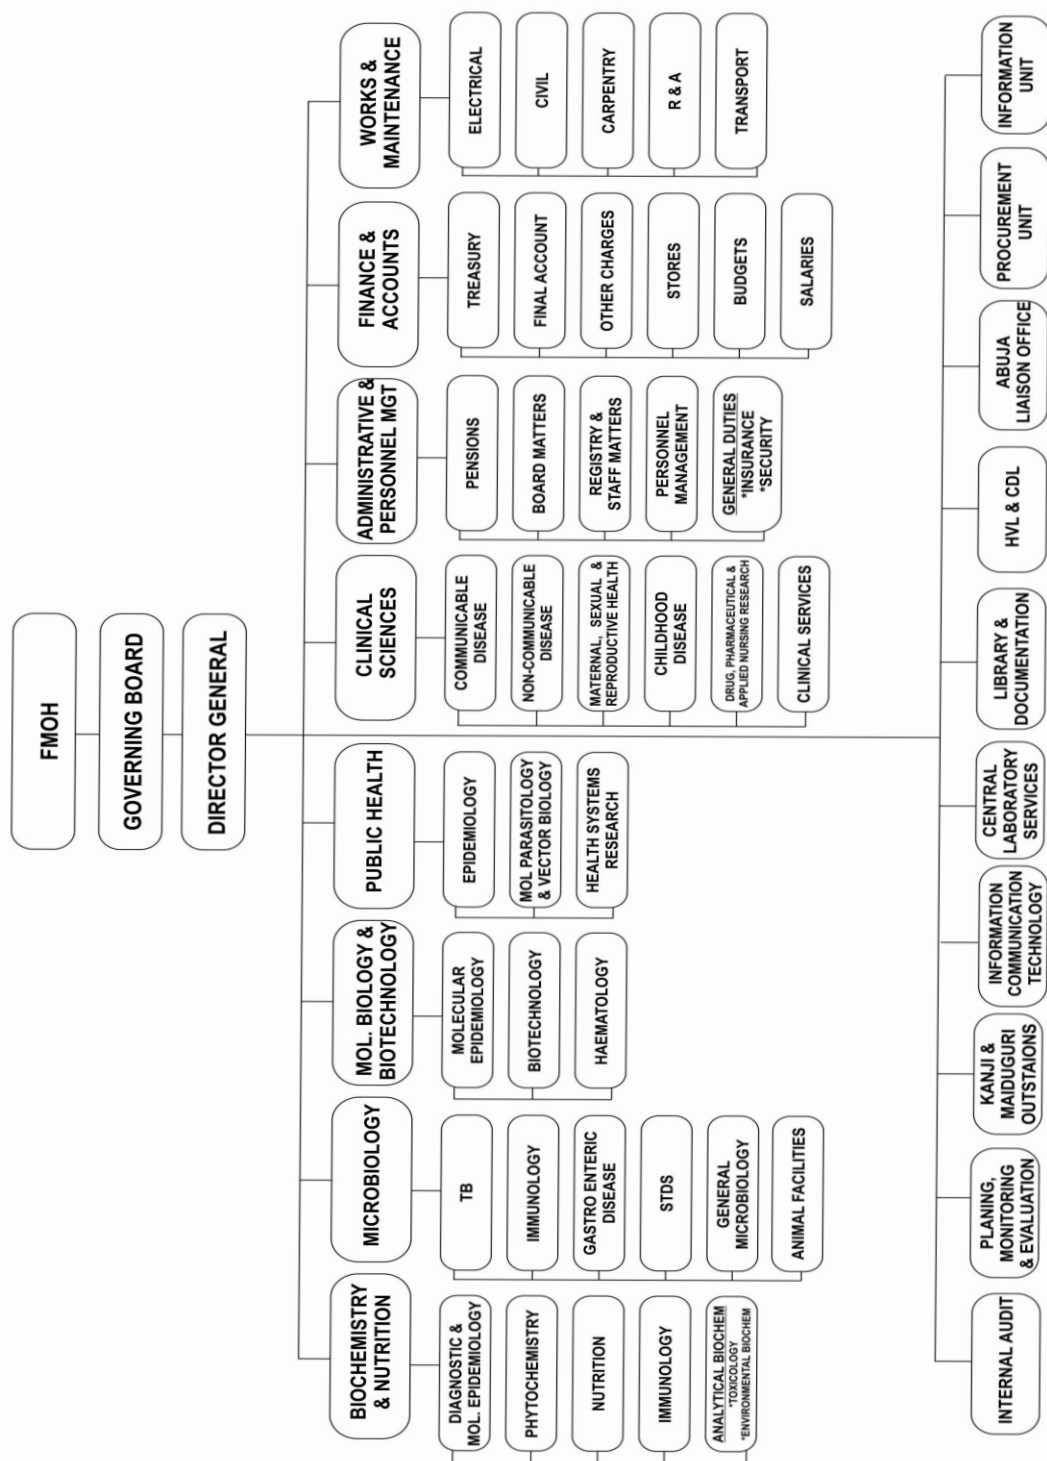 FMOH
GOVERNING BOARD
DIRECTOR GENERAL
BIOCHEMISTRY
& NUTRITION
DIAGNOSTIC &
MOL. EPIDEMIOLOGY
PHYTOCHEMISTRY
NUTRITION
IMMUNOLOGY
ANALYTICAL BIOCHEM
*TOXICOLOGY
*ENVIRONMENTAL BIOCHEM
MICROBIOLOGY
TB
IMMUNOLOGY
GASTRO ENTERIC
DISEASE
STDS
GENERAL
MICROBIOLOGY
ANIMAL FACILITIES
MOL. BIOLOGY &
BIOTECHNOLOGY
MOLECULAR
EPIDEMIOLOGY
BIOTECHNOLOGY
HAEMATOLOGY
PUBLIC HEALTH
EPIDEMIOLOGY
MOL PARASITOLOGY
& VECTOR BIOLOGY
HEALTH SYSTEMS
RESEARCH
CLINICAL
SCIENCES
COMMUNICABLE
DISEASE
NON-COMMUNICABLE
DISEASE
MATERNAL, SEXUAL &
REPRODUCTIVE HEALTH
CHILDHOOD
DISEASE
DRUG, PHARMACEUTICAL &
APPLIED NURSING RESEARCH
CLINICAL SERVICES
ADMINISTRATIVE &
PERSONNEL MGT
PENSIONS
BOARD MATTERS
REGISTRY &
STAFF MATTERS
PERSONNEL
MANAGEMENT
GENERAL DUTIES
*INSURANCE
*SECURITY
FINANCE &
ACCOUNTS
TREASURY
FINAL ACCOUNT
OTHER CHARGES
STORES
BUDGETS
SALARIES
WORKS &
MAINTENANCE
ELECTRICAL
CIVIL
CARPENTRY
R & A
TRANSPORT
INTERNAL AUDIT
PLANING,
MONITORING
& EVALUATION
KANJI &
MAIDUGURI
OUTSTAIONS
INFORMATION
COMMUNICATION
TECHNOLOGY
CENTRAL
LABORATORY
SERVICES
LIBRARY &
DOCUMENTATION
HVL & CDL
ABUJA
LIAISON OFFICE
PROCUREMENT
UNIT
INFORMATION
UNIT